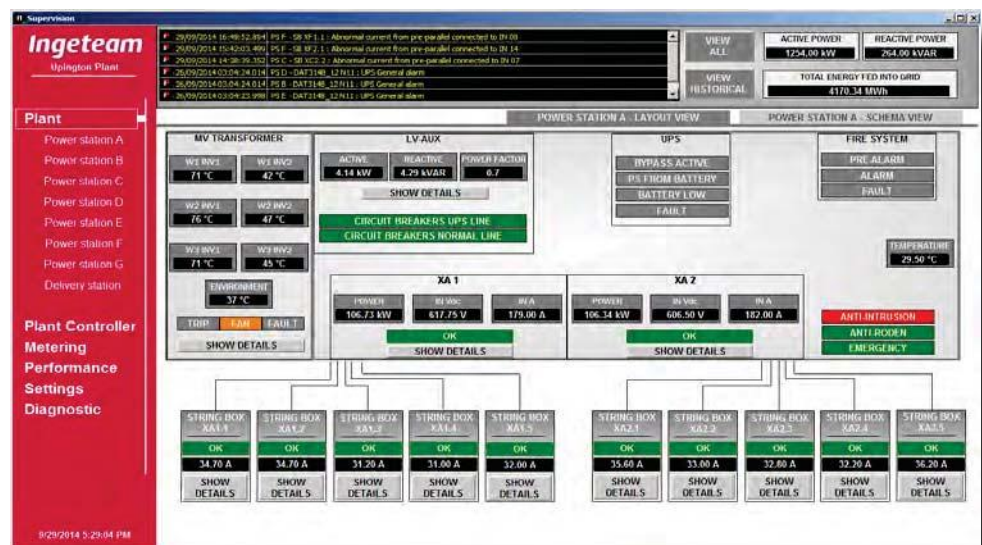 Supervision
Ingeteam
Upington Plant
29/09/2014 16:49:52.894 PS F - SB XF1.1 : Abnormal current from pre-parallel connected to IN 08
29/09/2014 15:42:03.499 PS F - SB XF2.1 : Abnormal current from pre-parallel connected to IN 14
29/09/2014 14:38:39.352 PS C - SB XC2.2 : Abnormal current from pre-parallel connected to IN 07
26/09/2014 03:04:24.014 PS D - DAT314B_12 N11 : UPS General alarm
26/09/2014 03:04:24.014 PS B - DAT314B_12 N11 : UPS General alarm
26/09/2014 03:04:23.998 PS E - DAT314B_12 N11 : UPS General alarm
VIEW ALL
VIEW HISTORICAL
ACTIVE POWER REACTIVE POWER
1254.00 kW 264.00 kVAR
TOTAL ENERGY FED INTO GRID
4170.34 MWh
Plant
Power station A
Power station B
Power station C
Power station D
Power station E
Power station F
Power station G
Delivery station
Plant Controller
Metering
Performance
Settings
Diagnostic
9/29/2014 5:29:04 PM
POWER STATION A - LAYOUT VIEW POWER STATION A - SCHEMA VIEW
MV TRANSFORMER
W1 INV1 W1 INV2
71 °C 42 °C
W2 INV1 W2 INV2
76 °C 47 °C
W3 INV1 W3 INV2
71 °C 45 °C
ENVIRONMENT
37 °C
TRIP FAN FAULT
SHOW DETAILS
LV-AUX
ACTIVE REACTIVE POWER FACTOR
4.14 kW 4.29 kVAR 0.7
SHOW DETAILS
CIRCUIT BREAKERS UPS LINE
CIRCUIT BREAKERS NORMAL LINE
UPS
BYPASS ACTIVE
PS FROM BATTERY
BATTERY LOW
FAULT
FIRE SYSTEM
PRE ALARM
ALARM
FAULT
TEMPERATURE
29.50 °C
XA 1
POWER IN Vdc IN A
106.73 kW 617.75 V 179.00 A
OK
SHOW DETAILS
XA 2
POWER IN Vdc IN A
106.34 kW 606.50 V 182.00 A
OK
SHOW DETAILS
ANTI-INTRUSION
ANTI-RODEN
EMERGENCY
STRING BOX STRING BOX STRING BOX STRING BOX STRING BOX
XA1.1 XA1.2 XA1.3 XA1.4 XA1.5
OK OK OK OK OK
34.70 A 34.70 A 31.20 A 31.00 A 32.00 A
SHOW SHOW SHOW SHOW SHOW
DETAILS DETAILS DETAILS DETAILS DETAILS
STRING BOX STRING BOX STRING BOX STRING BOX STRING BOX
XA2.1 XA2.2 XA2.3 XA2.4 XA2.5
OK OK OK OK OK
35.60 A 33.00 A 32.80 A 32.20 A 36.20 A
SHOW SHOW SHOW SHOW SHOW
DETAILS DETAILS DETAILS DETAILS DETAILS